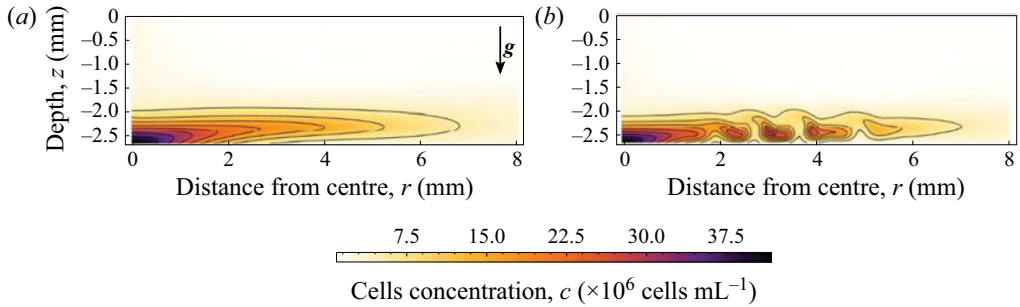 (a)
0
–0.5
–1.0
–1.5
–2.0
–2.5
Depth, z (mm)
g
0 2 4 6 8
Distance from centre, r (mm)
(b)
0
–0.5
–1.0
–1.5
–2.0
–2.5
0 2 4 6 8
Distance from centre, r (mm)
7.5 15.0 22.5 30.0 37.5
Cells concentration, c (×10⁶ cells mL⁻¹)